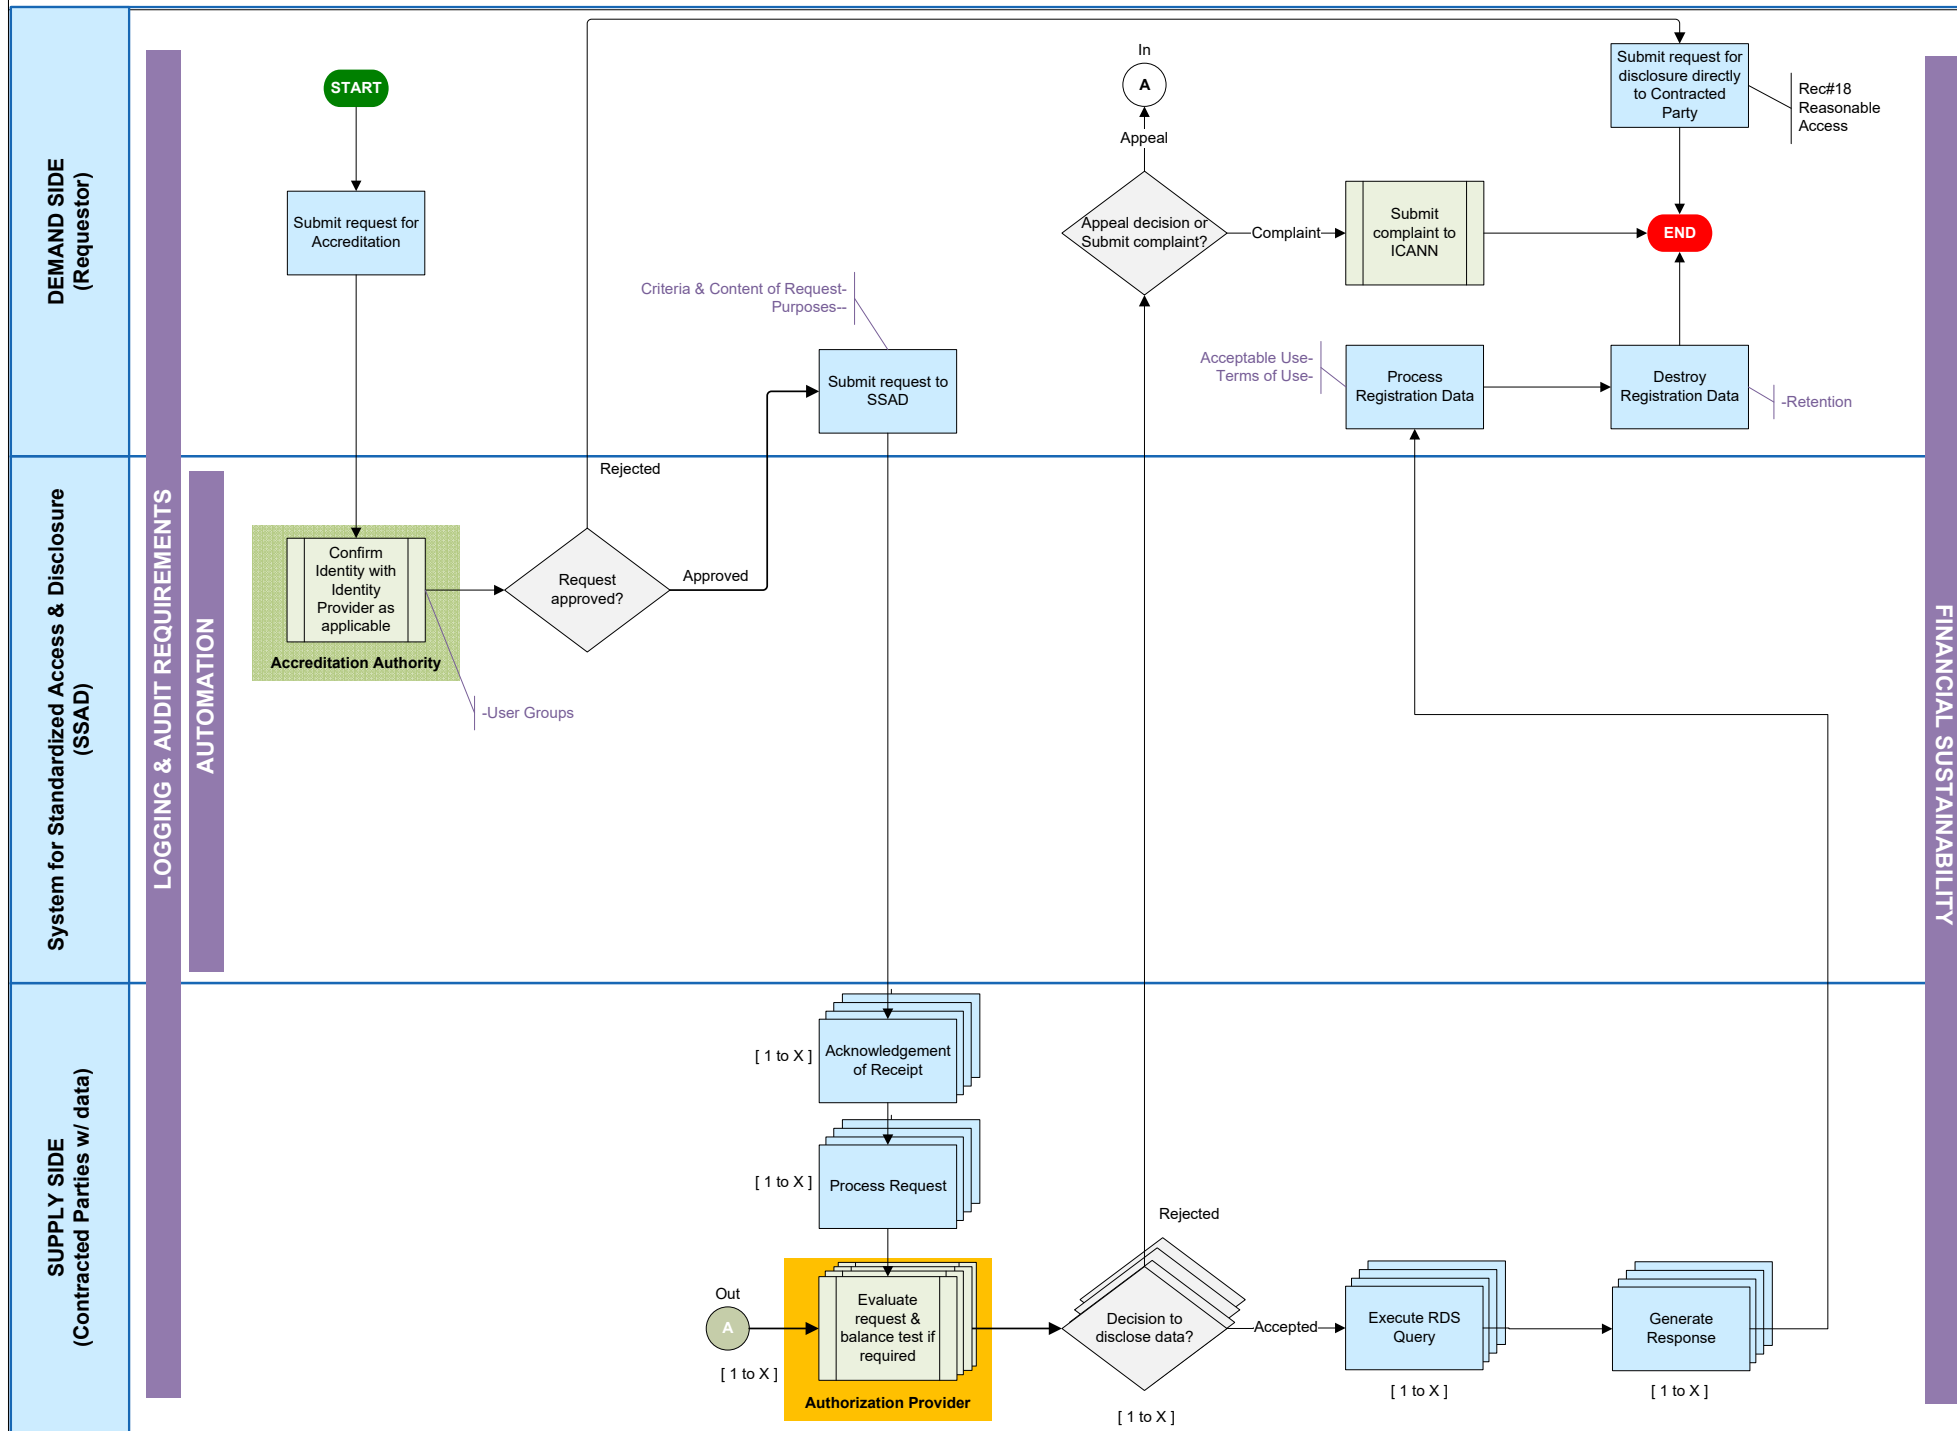 DEMAND SIDE
(Requestor)
System for Standardized Access & Disclosure
(SSAD)
SUPPLY SIDE
(Contracted Parties w/ data)
LOGGING & AUDIT REQUIREMENTS
AUTOMATION
FINANCIAL SUSTAINABILITY
START
Submit request for
Accreditation
Criteria & Content of Request-
Purposes--
Submit request to
SSAD
In
A
Appeal
Appeal decision or
Submit complaint?
Complaint
Submit
complaint to
ICANN
Submit request for
disclosure directly
to Contracted
Party
Rec#18
Reasonable
Access
END
Acceptable Use-
Terms of Use-
Process
Registration Data
Destroy
Registration Data
-Retention
Rejected
Confirm
Identity with
Identity
Provider as
applicable
Accreditation Authority
Request
approved?
Approved
-User Groups
[ 1 to X ]
Acknowledgement
of Receipt
[ 1 to X ]
Process Request
Out
A
[ 1 to X ]
Evaluate
request &
balance test if
required
Authorization Provider
Rejected
Decision to
disclose data?
[ 1 to X ]
Accepted
Execute RDS
Query
[ 1 to X ]
Generate
Response
[ 1 to X ]